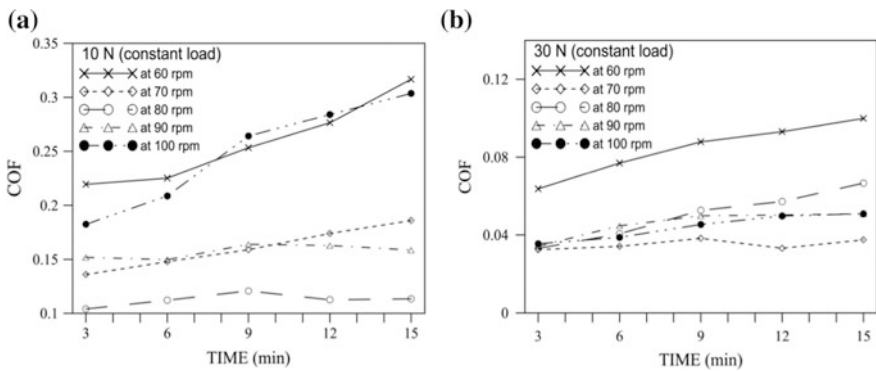 (a)
10 N (constant load)
at 60 rpm
at 70 rpm
at 80 rpm
at 90 rpm
at 100 rpm
COF
0.35
0.3
0.25
0.2
0.15
0.1
3 6 9 12 15
TIME (min)
(b)
30 N (constant load)
at 60 rpm
at 70 rpm
at 80 rpm
at 90 rpm
at 100 rpm
COF
0.12
0.08
0.04
0
3 6 9 12 15
TIME (min)